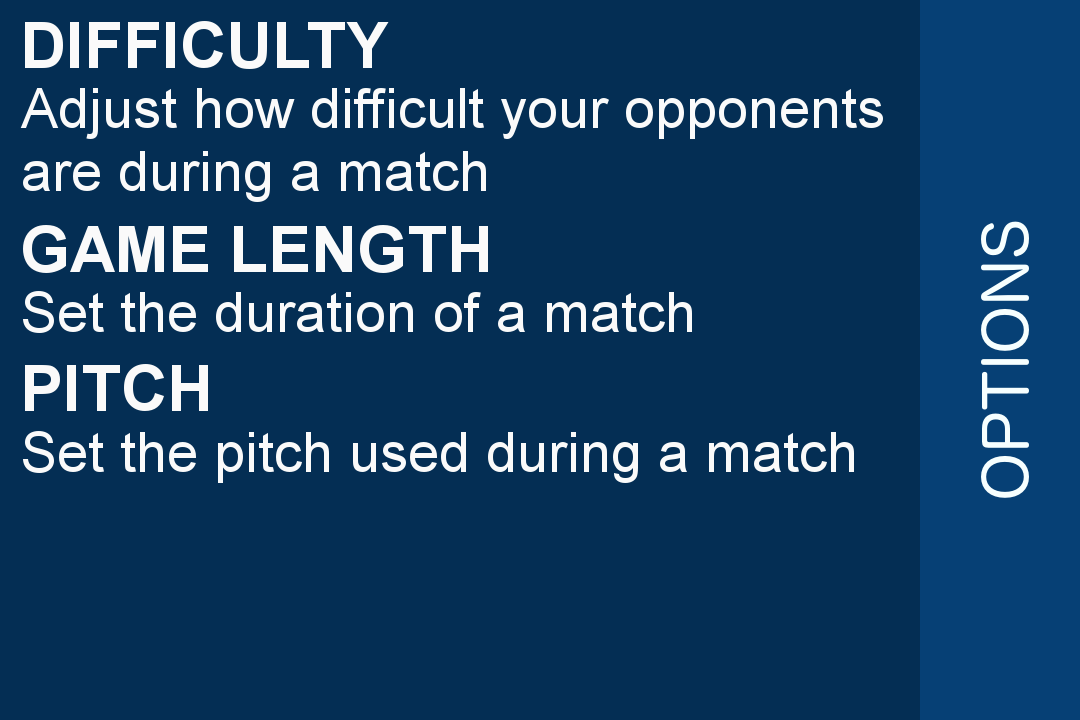 DIFFICULTY
Adjust how difficult your opponents
are during a match
GAME LENGTH
Set the duration of a match
PITCH
Set the pitch used during a match
OPTIONS